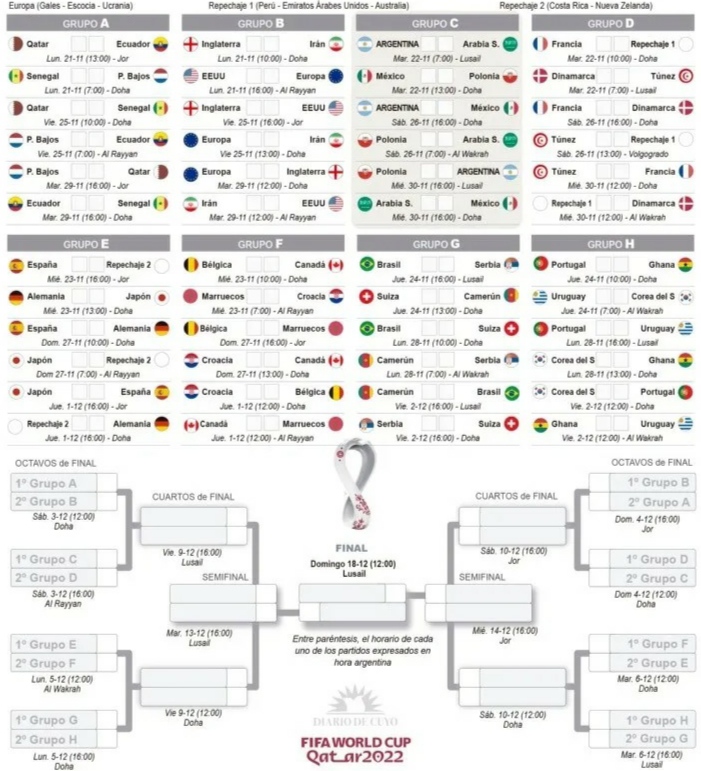 Europa (Gales - Escocia - Ucrania) Repechaje 1 (Perú - Emiratos Árabes Unidos - Australia) Repechaje 2 (Costa Rica - Nueva Zelanda)
GRUPO A
Qatar Ecuador
Lun. 21-11 (13:00) - Jor
Senegal P. Bajos
Lun. 21-11 (7:00) - Doha
Qatar Senegal
Vie. 25-11 (10:00) - Doha
P. Bajos Ecuador
Vie. 25-11 (7:00) - Al Rayyan
P. Bajos Qatar
Mar. 29-11 (16:00) - Jor
Ecuador Senegal
Mar. 29-11 (16:00) - Doha
GRUPO B
Inglaterra Irán
Lun. 21-11 (10:00) - Doha
EEUU Europa
Lun. 21-11 (16:00) - Al Rayyan
Inglaterra EEUU
Vie. 25-11 (16:00) - Jor
Europa Irán
Vie 25-11 (13:00) - Doha
Europa Inglaterra
Mar. 29-11 (12:00) - Doha
Irán EEUU
Mar. 29-11 (12:00) - Al Rayyan
GRUPO C
ARGENTINA Arabia S.
Mar. 22-11 (7:00) - Lusail
México Polonia
Mar. 22-11 (13:00) - Doha
ARGENTINA México
Sáb. 26-11 (16:00) - Doha
Polonia Arabia S.
Sáb. 26-11 (7:00) - Al Wakrah
Polonia ARGENTINA
Mié. 30-11 (16:00) - Lusail
Arabia S. México
Mié. 30-11 (16:00) - Doha
GRUPO D
Francia Repechaje 1
Mar. 22-11 (10:00) - Doha
Dinamarca Túnez
Mar. 22-11 (7:00) - Lusail
Francia Dinamarca
Sáb. 26-11 (16:00) - Doha
Túnez Repechaje 1
Sáb. 26-11 (13:00) - Volgogrado
Túnez Francia
Mié. 30-11 (12:00) - Doha
Repechaje 1 Dinamarca
Mié. 30-11 (12:00) - Al Wakrah
GRUPO E
España Repechaje 2
Mié. 23-11 (16:00) - Jor
Alemania Japón
Mié. 23-11 (13:00) - Doha
España Alemania
Dom. 27-11 (10:00) - Doha
Japón Repechaje 2
Dom 27-11 (7:00) - Al Rayyan
Japón España
Jue. 1-12 (16:00) - Jor
Repechaje 2 Alemania
Jue. 1-12 (16:00) - Doha
GRUPO F
Bélgica Canadá
Mié. 23-11 (10:00) - Doha
Marruecos Croacia
Mié. 23-11 (7:00) - Al Rayyan
Bélgica Marruecos
Dom. 27-11 (16:00) - Jor
Croacia Canadá
Dom. 27-11 (13:00) - Doha
Croacia Bélgica
Jue. 1-12 (12:00) - Doha
Canadá Marruecos
Jue. 1-12 (12:00) - Al Rayyan
GRUPO G
Brasil Serbia
Jue. 24-11 (16:00) - Lusail
Suiza Camerún
Jue. 24-11 (13:00) - Doha
Brasil Suiza
Lun. 28-11 (10:00) - Doha
Camerún Serbia
Lun. 28-11 (7:00) - Al Wakrah
Camerún Brasil
Vie. 2-12 (16:00) - Lusail
Serbia Suiza
Vie. 2-12 (16:00) - Doha
GRUPO H
Portugal Ghana
Jue. 24-11 (10:00) - Doha
Uruguay Corea del S
Jue. 24-11 (7:00) - Al Wakrah
Portugal Uruguay
Lun. 28-11 (16:00) - Lusail
Corea del S Ghana
Lun. 28-11 (13:00) - Doha
Corea del S Portugal
Vie. 2-12 (12:00) - Doha
Ghana Uruguay
Vie. 2-12 (12:00) - Al Wakrah
OCTAVOS de FINAL
1º Grupo A
2º Grupo B
Sáb. 3-12 (12:00)
Doha
1º Grupo C
2º Grupo D
Sáb. 3-12 (16:00)
Al Rayyan
1º Grupo E
2º Grupo F
Lun. 5-12 (12:00)
Al Wakrah
1º Grupo G
2º Grupo H
Lun. 5-12 (16:00)
Doha
CUARTOS de FINAL
Vie. 9-12 (16:00)
Lusail
SEMIFINAL
Mar. 13-12 (16:00)
Lusail
Vie 9-12 (12:00)
Doha
FINAL
Domingo 18-12 (12:00)
Lusail
Entre paréntesis, el horario de cada
uno de los partidos expresados en
hora argentina
DIARIO DE CUYO
FIFA WORLD CUP
Qatar2022
CUARTOS de FINAL
Sáb. 10-12 (16:00)
Jor
SEMIFINAL
Mié. 14-12 (16:00)
Jor
Sáb. 10-12 (12:00)
Doha
OCTAVOS de FINAL
1º Grupo B
2º Grupo A
Dom. 4-12 (16:00)
Jor
1º Grupo D
2º Grupo C
Dom 4-12 (12:00)
Doha
1º Grupo F
2º Grupo E
Mar. 6-12 (12:00)
Doha
1º Grupo H
2º Grupo G
Mar. 6-12 (16:00)
Lusail